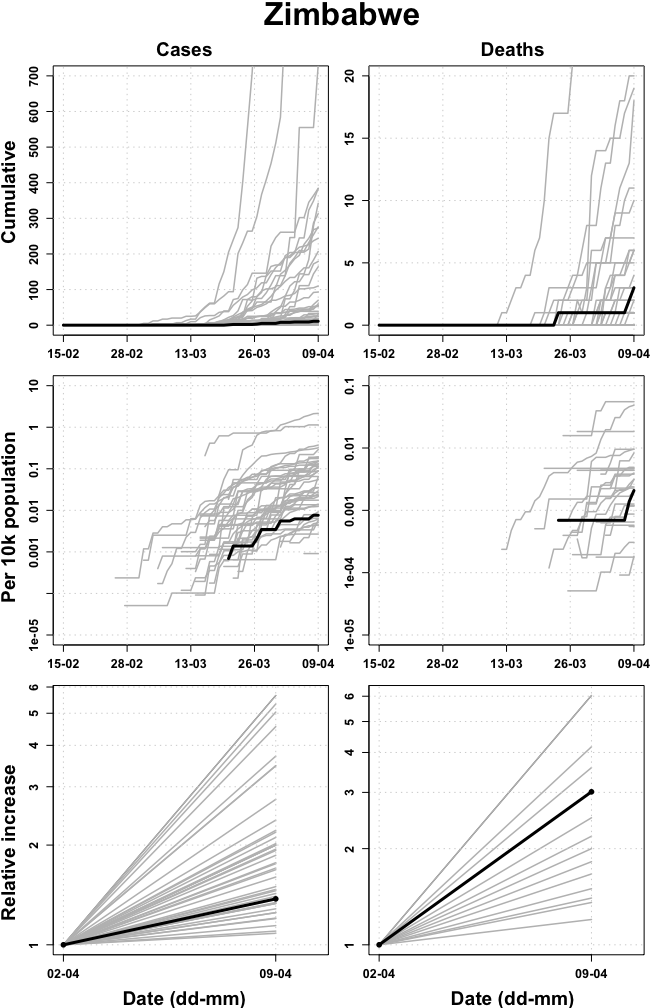 Zimbabwe
Cases
Deaths
Cumulative
700
600
500
400
300
200
100
0
15-02 28-02 13-03 26-03 09-04
20
15
10
5
0
15-02 28-02 13-03 26-03 09-04
Per 10k population
10
1
0.1
0.01
0.001
1e-05
15-02 28-02 13-03 26-03 09-04
0.1
0.01
0.001
1e-04
1e-05
15-02 28-02 13-03 26-03 09-04
Relative increase
6
5
4
3
2
1
02-04 09-04
Date (dd-mm)
6
5
4
3
2
1
02-04 09-04
Date (dd-mm)